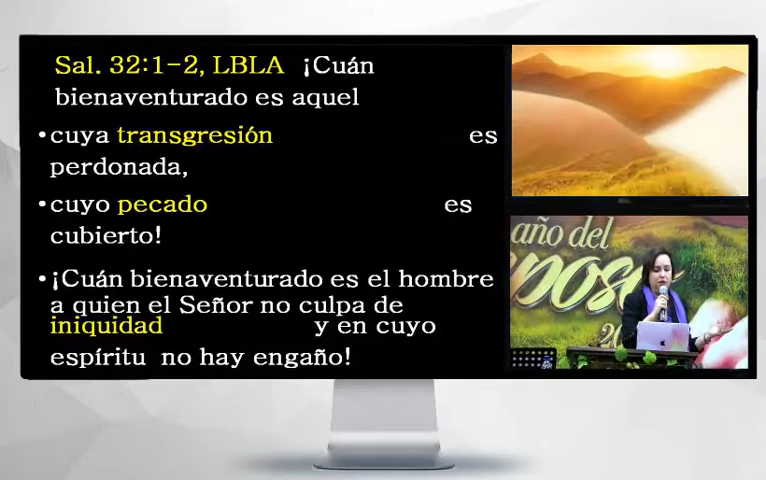 Sal. 32:1-2, LBLA ¡Cuán
bienaventurado es aquel
•cuya transgresión es
perdonada,
•cuyo pecado es
cubierto!
•¡Cuán bienaventurado es el hombre
a quien el Señor no culpa de
iniquidad y en cuyo
espíritu no hay engaño!
año del